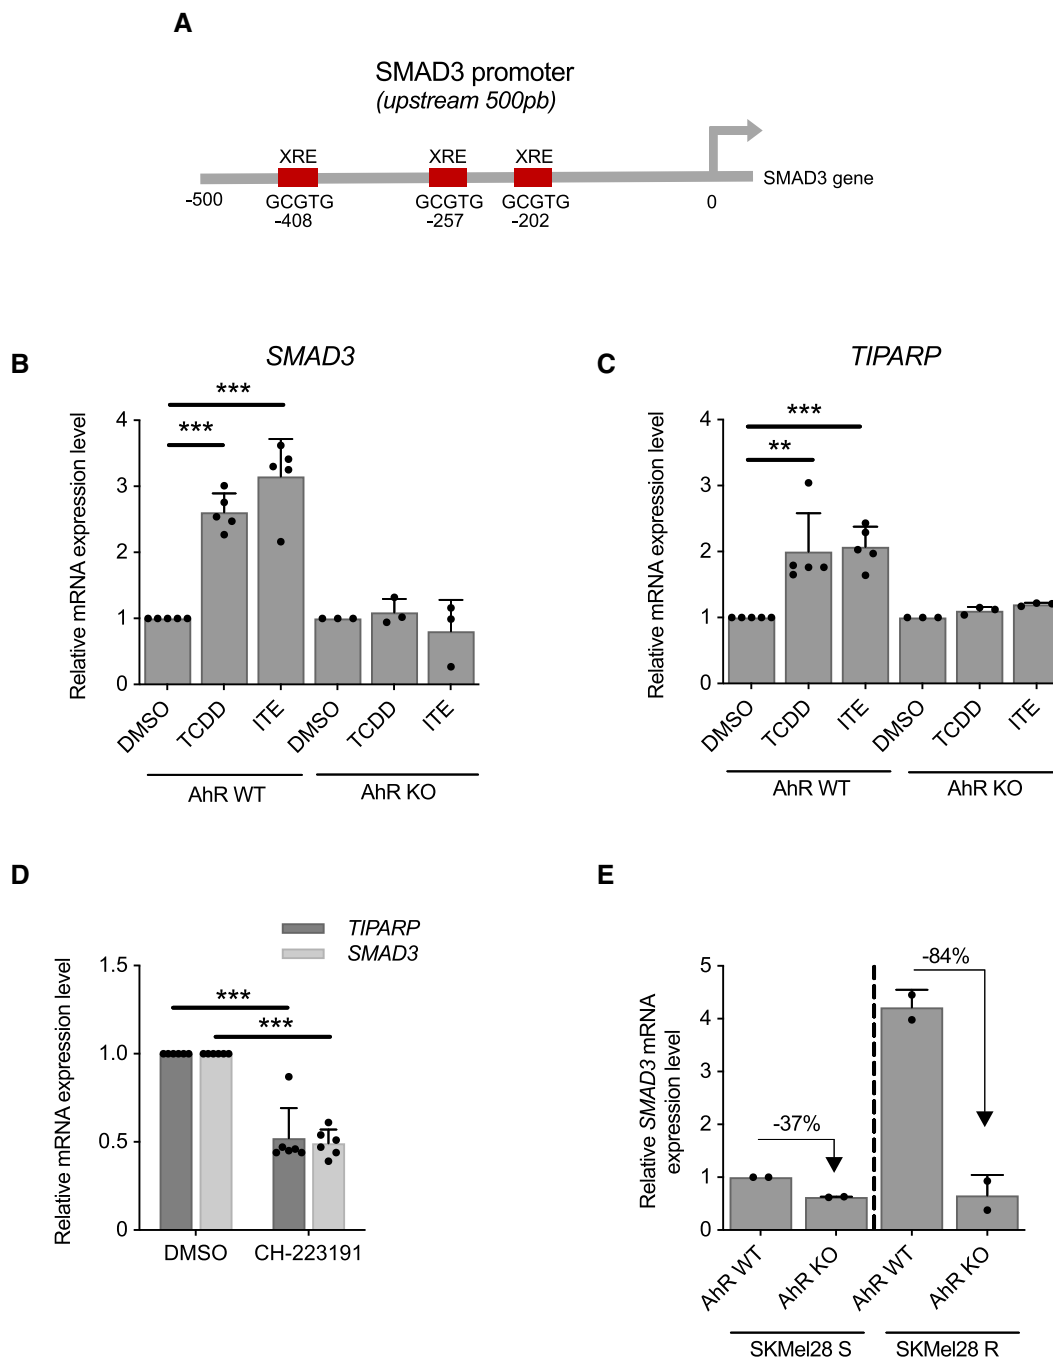 A
SMAD3 promoter
(upstream 500pb)
XRE XRE XRE
-500 0 SMAD3 gene
GCGTG GCGTG GCGTG
-408 -257 -202
B
SMAD3
Relative mRNA expression level
4
3
2
1
0
***
***
DMSO TCDD ITE DMSO TCDD ITE
AhR WT AhR KO
C
TIPARP
Relative mRNA expression level
4
3
2
1
0
***
**
DMSO TCDD ITE DMSO TCDD ITE
AhR WT AhR KO
D
TIPARP
SMAD3
Relative mRNA expression level
1.5
1.0
0.5
0
***
***
DMSO CH-223191
E
Relative SMAD3 mRNA
expression level
5
4
3
2
1
0
-37%
-84%
AhR WT AhR KO AhR WT AhR KO
SKMel28 S SKMel28 R